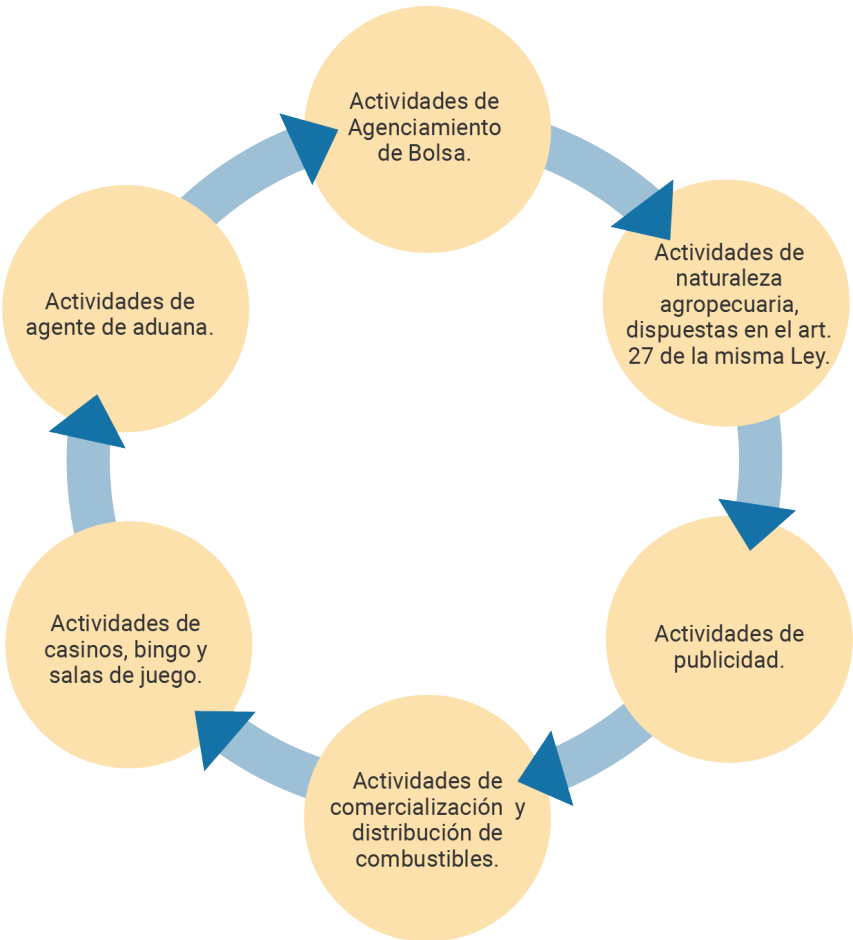 Actividades de
Agenciamiento
de Bolsa.
Actividades de
naturaleza
agropecuaria,
dispuestas en el art.
27 de la misma Ley.
Actividades de
publicidad.
Actividades de
comercialización y
distribución de
combustibles.
Actividades de
casinos, bingo y
salas de juego.
Actividades de
agente de aduana.